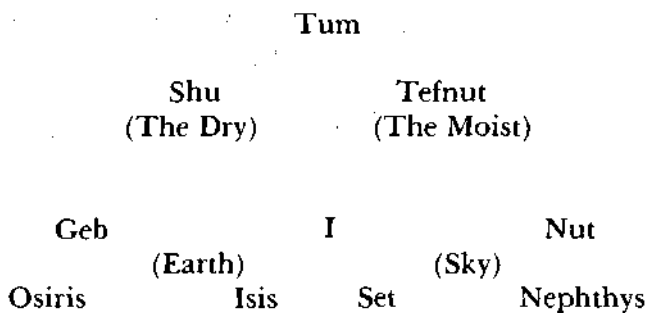 Tum
Shu Tefnut
(The Dry) (The Moist)
Geb I Nut
(Earth) (Sky)
Osiris Isis Set Nephthys